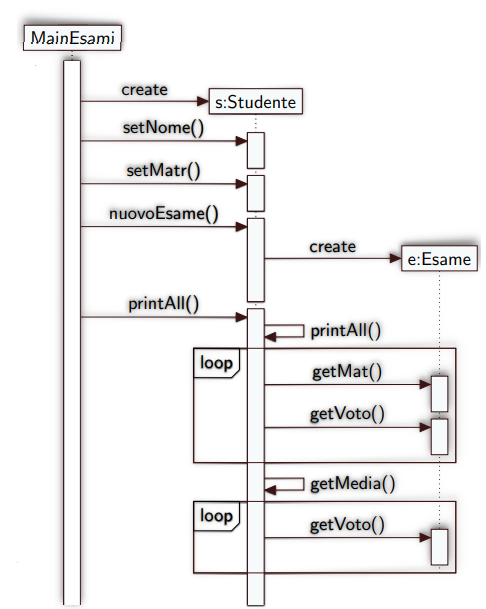 MainEsami
create
s:Studente
setNome()
setMatr()
nuovoEsame()
create
e:Esame
printAll()
printAll()
loop
getMat()
getVoto()
getMedia()
loop
getVoto()